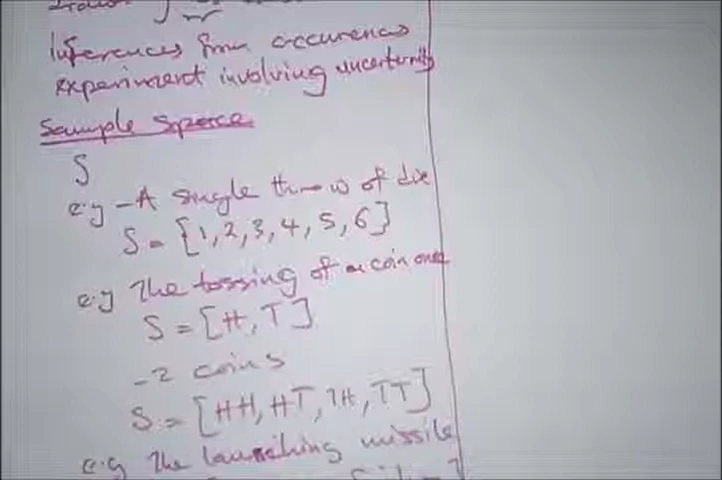 Inferences from occurences
experiment involving uncertainty
Sample Space
S
e.g - A single throw of die
S = [1, 2, 3, 4, 5, 6]
e.g The tossing of a coin once
S = [H, T]
- 2 coins
S = [HH, HT, TH, TT]
e.g The launching missile